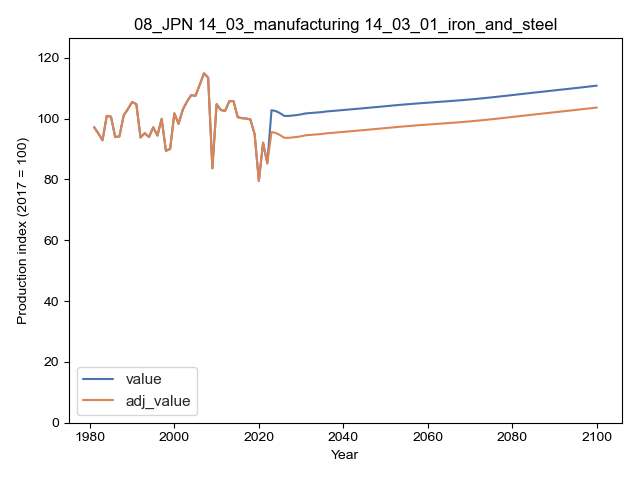 08_JPN 14_03_manufacturing 14_03_01_iron_and_steel
Production index (2017 = 100)
120
100
80
60
40
20
0
value
adj_value
1980 2000 2020 2040 2060 2080 2100
Year